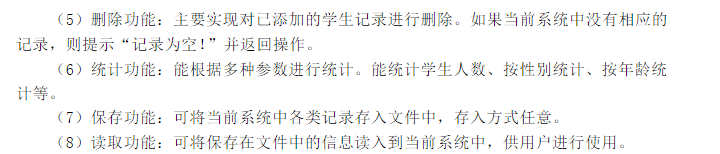 （5）删除功能：主要实现对已添加的学生记录进行删除。如果当前系统中没有相应的
记录，则提示“记录为空！”并返回操作。
（6）统计功能：能根据多种参数进行统计。能统计学生人数、按性别统计、按年龄统
计等。
（7）保存功能：可将当前系统中各类记录存入文件中，存入方式任意。
（8）读取功能：可将保存在文件中的信息读入到当前系统中，供用户进行使用。